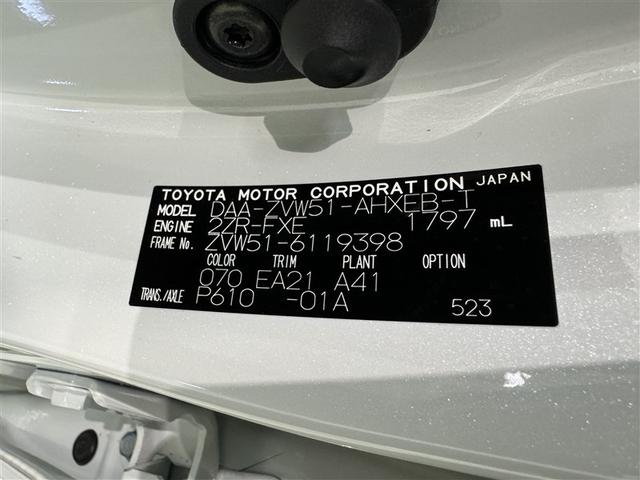 TOYOTA MOTOR CORPORATION JAPAN
MODEL DAA-ZVW51-AHXEB-T
ENGINE 2ZR-FXE 1797 mL
FRAME No. ZVW51-6119398
COLOR TRIM PLANT OPTION
070 EA21 A41
TRANS./AXLE P610 -01A 523